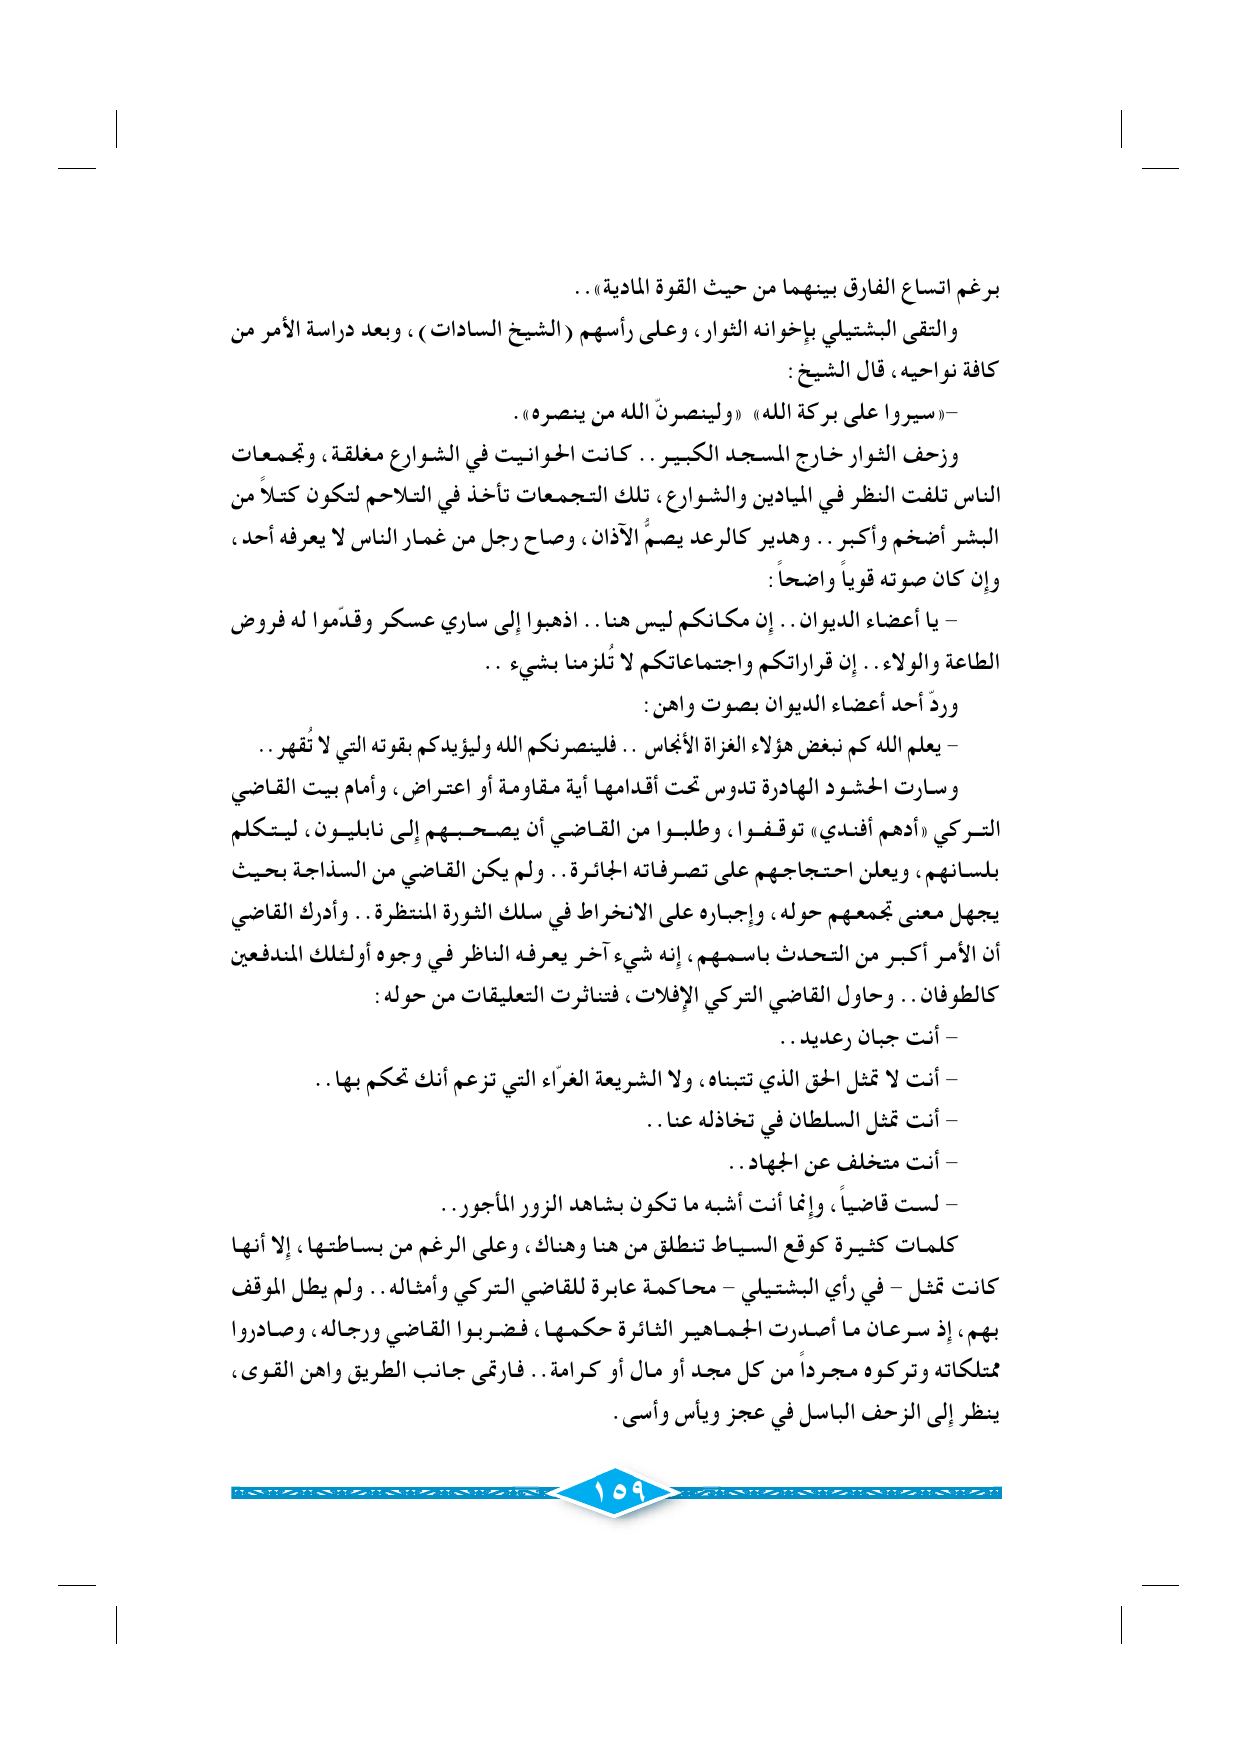 برغم اتساع الفارق بينهما من حيث القوة المادية»..
والتقى البشتيلي بإخوانه الثوار، وعلى رأسهم (الشيخ السادات)، وبعد دراسة الأمر من
كافة نواحيه، قال الشيخ:
–«سيروا على بركة الله» «ولينصرنّ الله من ينصره».
وزحف الثوار خارج المسجد الكبير.. كانت الحوانيت في الشوارع مغلقة، وتجمعات
الناس تلفت النظر في الميادين والشوارع، تلك التجمعات تأخذ في التلاحم لتكون كتلاً من
البشر أضخم وأكبر.. وهدير كالرعد يصمُّ الآذان، وصاح رجل من غمار الناس لا يعرفه أحد،
وإن كان صوته قوياً واضحاً:
– يا أعضاء الديوان.. إن مكانكم ليس هنا.. اذهبوا إلى ساري عسكر وقدّموا له فروض
الطاعة والولاء.. إن قراراتكم واجتماعاتكم لا تُلزمنا بشيء ..
وردّ أحد أعضاء الديوان بصوت واهن:
– يعلم الله كم نبغض هؤلاء الغزاة الأنجاس .. فلينصرنكم الله وليؤيدكم بقوته التي لا تُقهر..
وسارت الحشود الهادرة تدوس تحت أقدامها أية مقاومة أو اعتراض، وأمام بيت القاضي
التركي «أدهم أفندي» توقفوا، وطلبوا من القاضي أن يصحبهم إلى نابليون، ليتكلم
بلسانهم، ويعلن احتجاجهم على تصرفاته الجائرة.. ولم يكن القاضي من السذاجة بحيث
يجهل معنى تجمعهم حوله، وإجباره على الانخراط في سلك الثورة المنتظرة.. وأدرك القاضي
أن الأمر أكبر من التحدث باسمهم، إنه شيء آخر يعرفه الناظر في وجوه أولئلك المندفعين
كالطوفان.. وحاول القاضي التركي الإفلات، فتناثرت التعليقات من حوله:
– أنت جبان رعديد..
– أنت لا تمثل الحق الذي تتبناه، ولا الشريعة الغرّاء التي تزعم أنك تحكم بها..
– أنت تمثل السلطان في تخاذله عنا..
– أنت متخلف عن الجهاد..
– لست قاضياً، وإنما أنت أشبه ما تكون بشاهد الزور المأجور..
كلمات كثيرة كوقع السياط تنطلق من هنا وهناك، وعلى الرغم من بساطتها، إلا أنها
كانت تمثل – في رأي البشتيلي – محاكمة عابرة للقاضي التركي وأمثاله.. ولم يطل الموقف
بهم، إذ سرعان ما أصدرت الجماهير الثائرة حكمها، فضربوا القاضي ورجاله، وصادروا
ممتلكاته وتركوه مجرداً من كل مجد أو مال أو كرامة.. فارتمى جانب الطريق واهن القوى،
ينظر إلى الزحف الباسل في عجز ويأس وأسى.
١٥٩